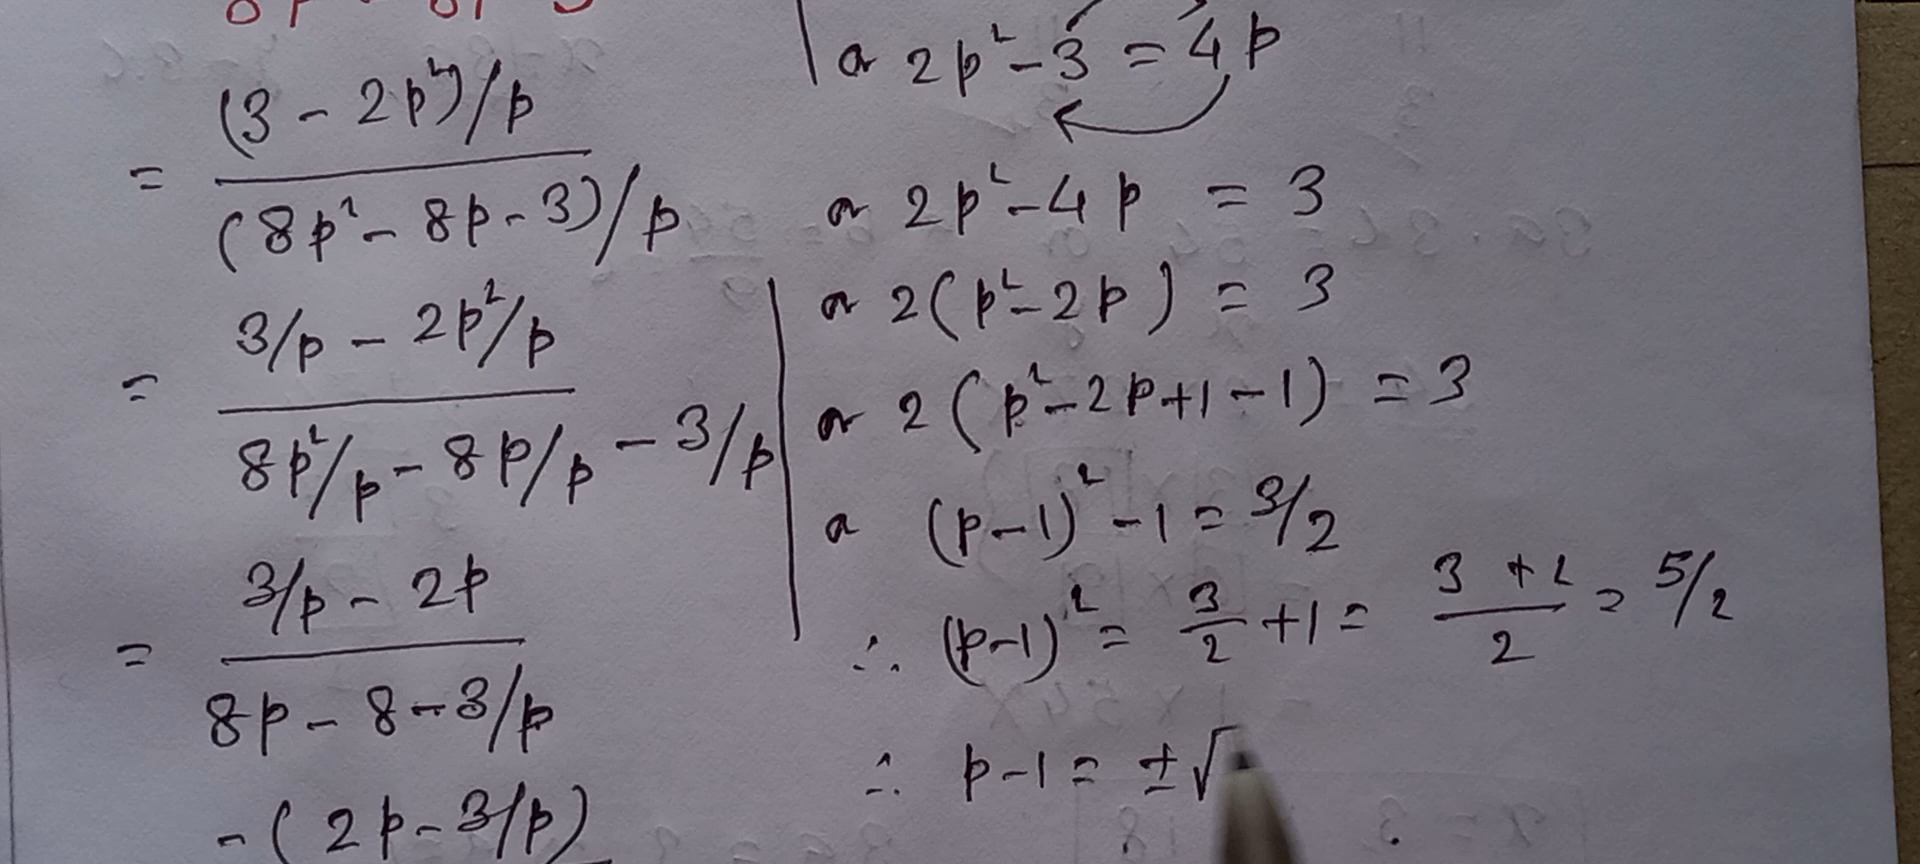 = (3 - 2p²)/p
(8p² - 8p - 3)/p
= 3/p - 2p²/p
8p²/p - 8p/p - 3/p
= 3/p - 2p
8p - 8 - 3/p
- (2p - 3/p)
or 2p² - 3 = 4p
or 2p² - 4p = 3
or 2(p² - 2p) = 3
or 2(p² - 2p + 1 - 1) = 3
or (p - 1)² - 1 = 3/2
∴ (p - 1)² = 3/2 + 1 = 3 + 2/2 = 5/2
∴ p - 1 = ± √